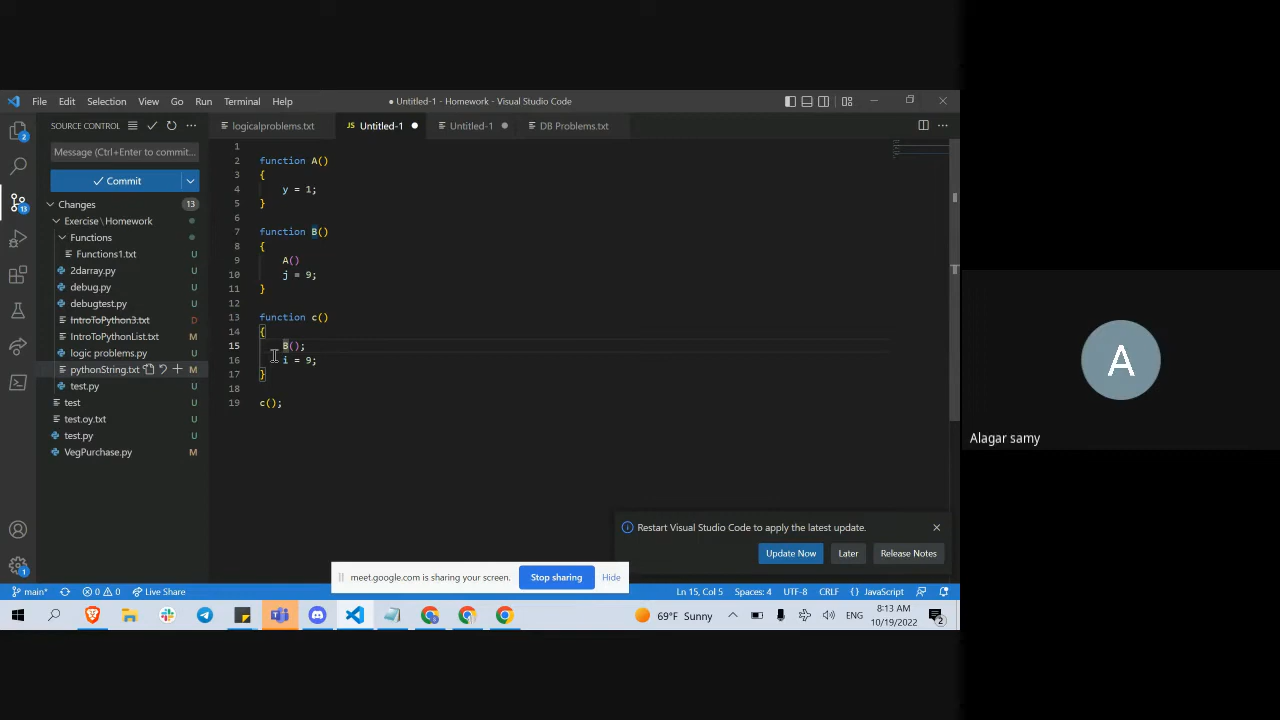 File Edit Selection View Go Run Terminal Help
● Untitled-1 - Homework - Visual Studio Code
SOURCE CONTROL
logicalproblems.txt
JS Untitled-1 ●
Untitled-1 ●
DB Problems.txt
Message (Ctrl+Enter to commit...
Commit
Changes 13
Exercise\Homework
Functions
Functions1.txt U
2darray.py U
debug.py U
debugtest.py U
IntroToPython3.txt D
IntroToPythonList.txt M
logic problems.py U
pythonString.txt M
test.py U
test U
test.oy.txt U
test.py U
VegPurchase.py M
2
13
1
1
2 function A()
3 {
4 y = 1;
5 }
6
7 function B()
8 {
9 A()
10 j = 9;
11 }
12
13 function c()
14 {
15 B();
16 i = 9;
17 }
18
19 c();
A
Alagar samy
Restart Visual Studio Code to apply the latest update.
Update Now Later Release Notes
meet.google.com is sharing your screen. Stop sharing Hide
main* 0 0 Live Share
Ln 15, Col 5 Spaces: 4 UTF-8 CRLF {} JavaScript
69°F Sunny
ENG
8:13 AM
10/19/2022
2